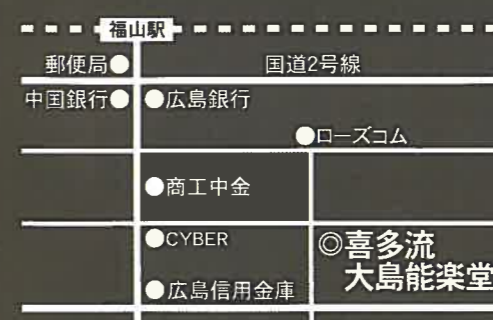 福山駅
郵便局●
国道2号線
中国銀行●
●広島銀行
●ローズコム
●商工中金
●CYBER
◎喜多流
大島能楽堂
●広島信用金庫